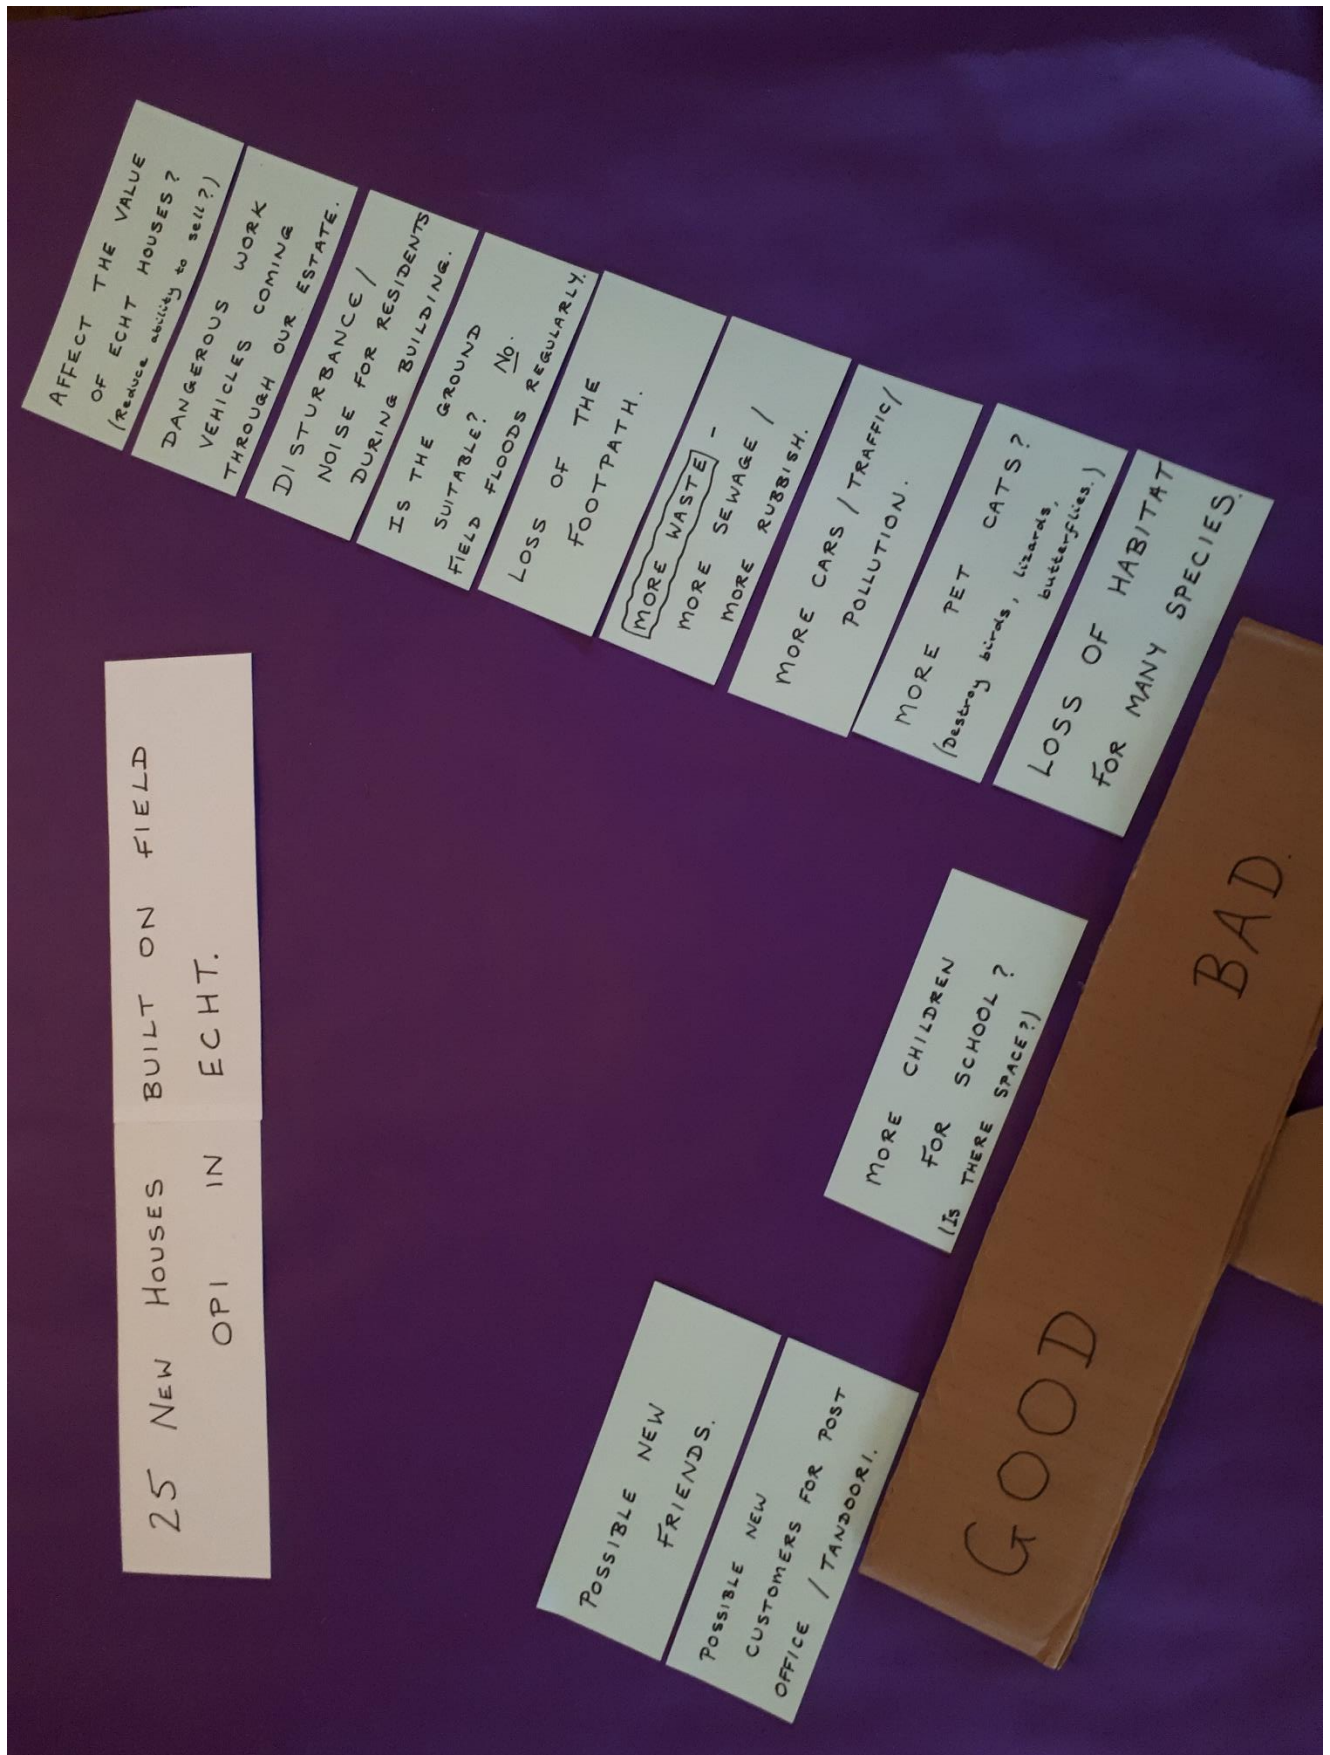 25 NEW HOUSES BUILT ON FIELD
OP1 IN ECHT.
AFFECT THE VALUE
OF ECHT HOUSES?
(Reduce ability to sell?)
DANGEROUS WORK
VEHICLES COMING
THROUGH OUR ESTATE.
DISTURBANCE /
NOISE FOR RESIDENTS
DURING BUILDING.
IS THE GROUND
SUITABLE? NO.
FIELD FLOODS REGULARLY.
LOSS OF THE
FOOTPATH.
MORE WASTE -
MORE SEWAGE /
MORE RUBBISH.
MORE CARS / TRAFFIC /
POLLUTION.
MORE PET CATS?
(Destroy birds, lizards,
butterflies.)
LOSS OF HABITAT
FOR MANY SPECIES.
MORE CHILDREN
FOR SCHOOL?
(IS THERE SPACE?)
POSSIBLE NEW
FRIENDS.
POSSIBLE NEW
CUSTOMERS FOR POST
OFFICE / TANDOORI.
GOOD
BAD.